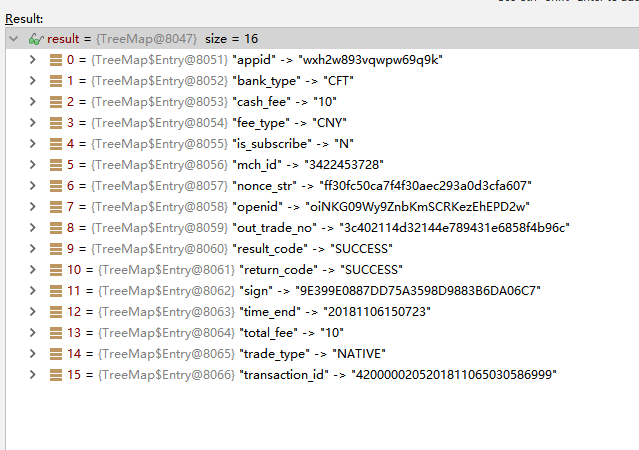 Result:
result = {TreeMap@8047} size = 16
0 = {TreeMap$Entry@8051} "appid" -> "wxh2w893vqwpw69q9k"
1 = {TreeMap$Entry@8052} "bank_type" -> "CFT"
2 = {TreeMap$Entry@8053} "cash_fee" -> "10"
3 = {TreeMap$Entry@8054} "fee_type" -> "CNY"
4 = {TreeMap$Entry@8055} "is_subscribe" -> "N"
5 = {TreeMap$Entry@8056} "mch_id" -> "3422453728"
6 = {TreeMap$Entry@8057} "nonce_str" -> "ff30fc50ca7f4f30aec293a0d3cfa607"
7 = {TreeMap$Entry@8058} "openid" -> "oiNKG09Wy9ZnbKmSCRKezEhEPD2w"
8 = {TreeMap$Entry@8059} "out_trade_no" -> "3c402114d32144e789431e6858f4b96c"
9 = {TreeMap$Entry@8060} "result_code" -> "SUCCESS"
10 = {TreeMap$Entry@8061} "return_code" -> "SUCCESS"
11 = {TreeMap$Entry@8062} "sign" -> "9E399E0887DD75A3598D9883B6DA06C7"
12 = {TreeMap$Entry@8063} "time_end" -> "20181106150723"
13 = {TreeMap$Entry@8064} "total_fee" -> "10"
14 = {TreeMap$Entry@8065} "trade_type" -> "NATIVE"
15 = {TreeMap$Entry@8066} "transaction_id" -> "4200000205201811065030586999"